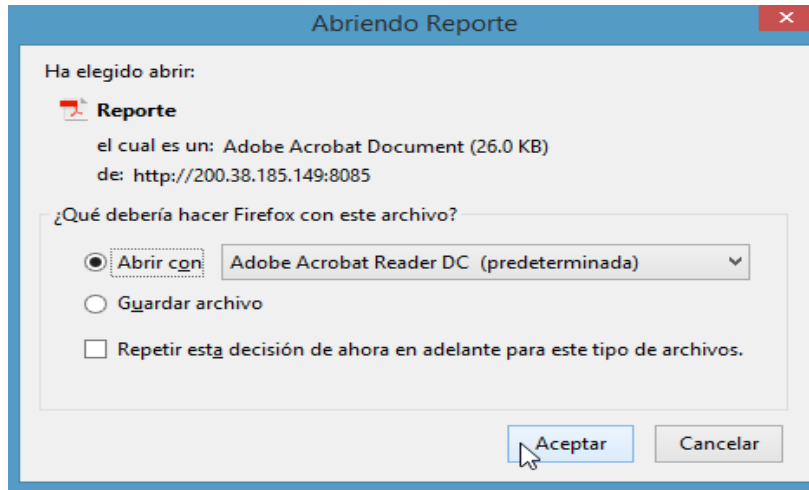 Abriendo Reporte
Ha elegido abrir:
Reporte
el cual es un: Adobe Acrobat Document (26.0 KB)
de: http://200.38.185.149:8085
¿Qué debería hacer Firefox con este archivo?
Abrir con Adobe Acrobat Reader DC (predeterminada)
Guardar archivo
Repetir esta decisión de ahora en adelante para este tipo de archivos.
Aceptar Cancelar